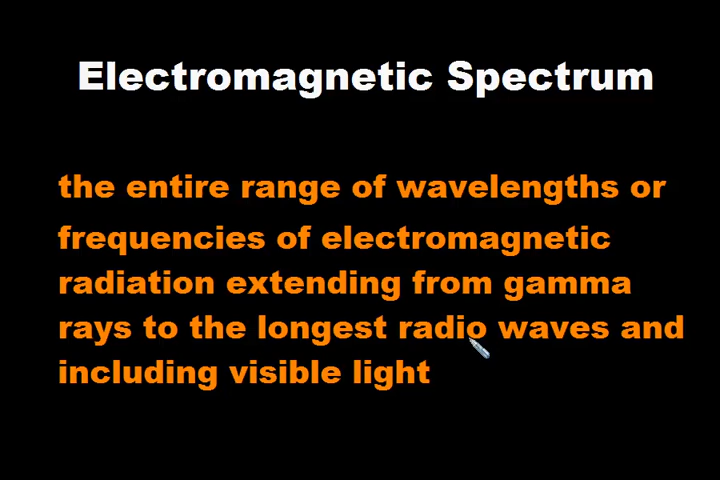 Electromagnetic Spectrum
the entire range of wavelengths or
frequencies of electromagnetic
radiation extending from gamma
rays to the longest radio waves and
including visible light